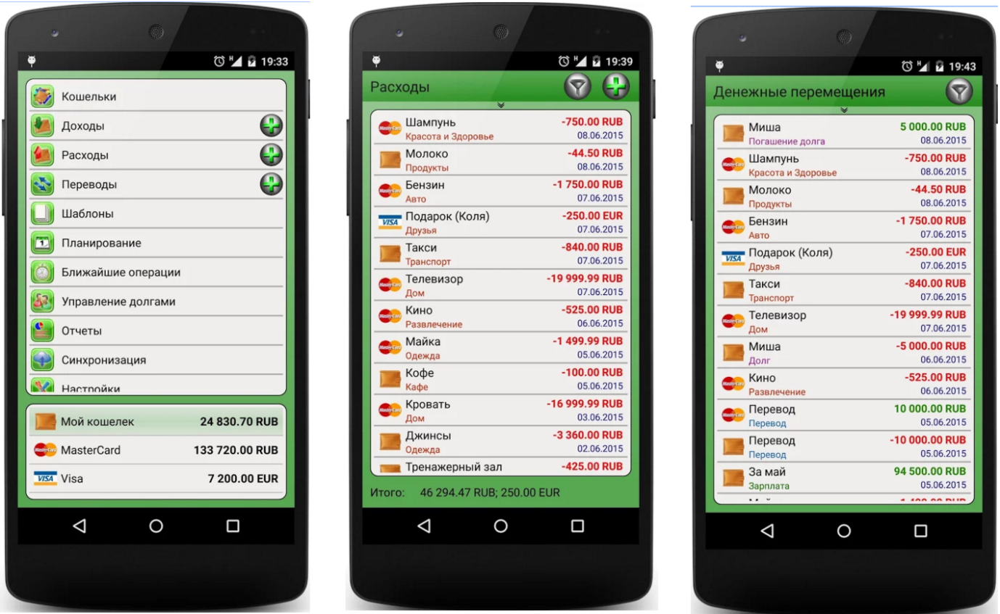 H 19:33
Кошельки
Доходы
Расходы
Переводы
Шаблоны
1
Планирование
Ближайшие операции
Управление долгами
Отчеты
Синхронизация
Настройки
Мой кошелек 24 830.70 RUB
MasterCard MasterCard 133 720.00 RUB
VISA Visa 7 200.00 EUR
H 19:39
Расходы
MasterCard Шампунь -750.00 RUB
Красота и Здоровье 08.06.2015
Молоко -44.50 RUB
Продукты 08.06.2015
MasterCard Бензин -1 750.00 RUB
Авто 07.06.2015
VISA Подарок (Коля) -250.00 EUR
Друзья 07.06.2015
Такси -840.00 RUB
Транспорт 07.06.2015
MasterCard Телевизор -19 999.99 RUB
Дом 07.06.2015
MasterCard Кино -525.00 RUB
Развлечение 06.06.2015
MasterCard Майка -1 499.99 RUB
Одежда 05.06.2015
Кофе -100.00 RUB
Кафе 05.06.2015
MasterCard Кровать -16 999.99 RUB
Дом 03.06.2015
Джинсы -3 360.00 RUB
Одежда 02.06.2015
Тренажерный зал -425.00 RUB
Итого: 46 294.47 RUB; 250.00 EUR
H 19:43
Денежные перемещения
Миша 5 000.00 RUB
Погашение долга 08.06.2015
MasterCard Шампунь -750.00 RUB
Красота и Здоровье 08.06.2015
Молоко -44.50 RUB
Продукты 08.06.2015
MasterCard Бензин -1 750.00 RUB
Авто 07.06.2015
VISA Подарок (Коля) -250.00 EUR
Друзья 07.06.2015
Такси -840.00 RUB
Транспорт 07.06.2015
MasterCard Телевизор -19 999.99 RUB
Дом 07.06.2015
Миша -5 000.00 RUB
Долг 06.06.2015
MasterCard Кино -525.00 RUB
Развлечение 06.06.2015
MasterCard Перевод 10 000.00 RUB
Перевод 05.06.2015
Перевод -10 000.00 RUB
Перевод 05.06.2015
За май 94 500.00 RUB
Зарплата 05.06.2015